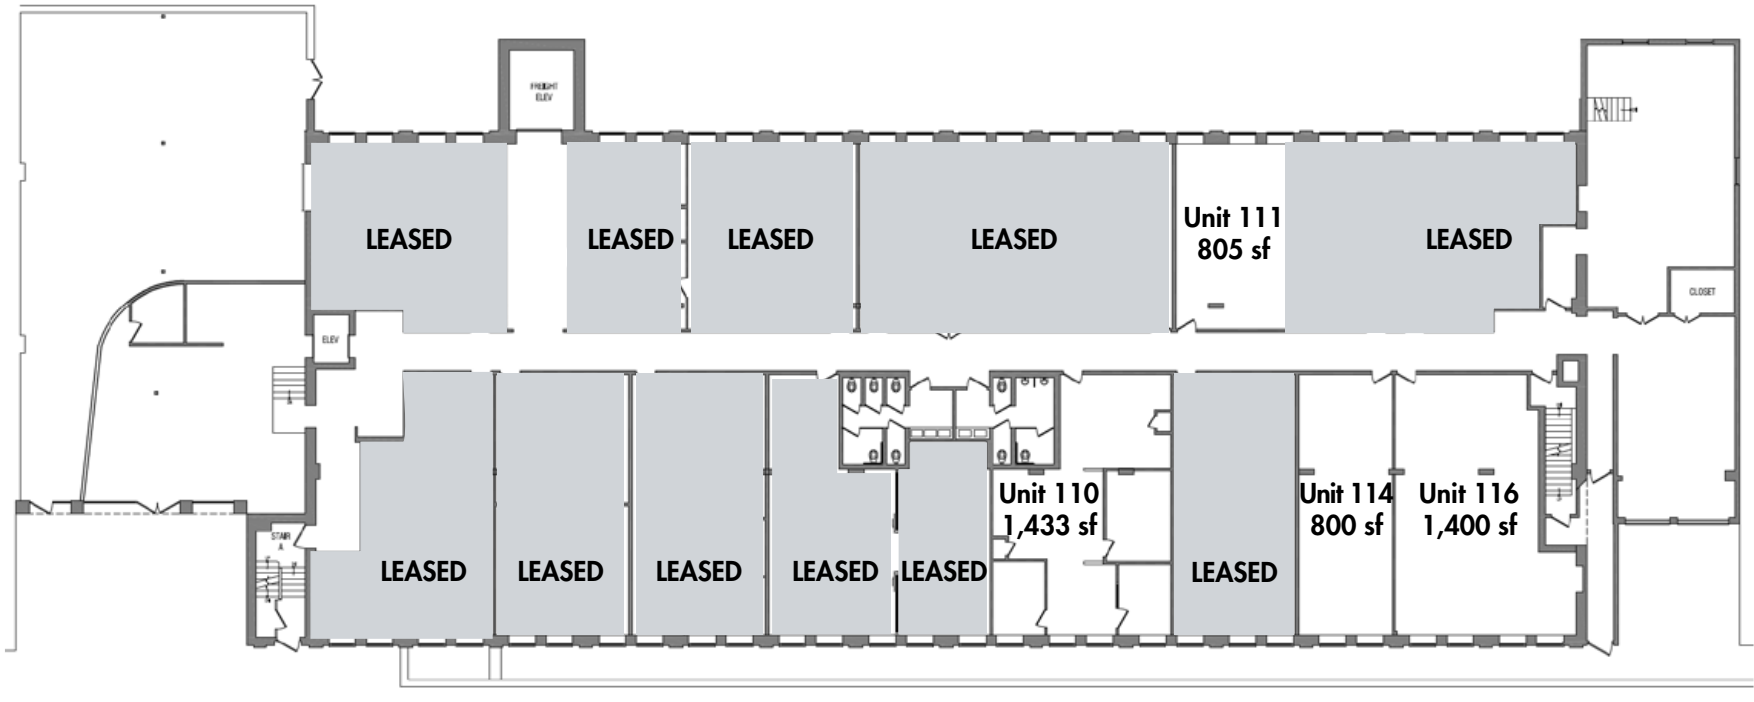 FREIGHT
ELEV
LEASED
LEASED
LEASED
LEASED
Unit 111
805 sf
LEASED
CLOSET
ELEV
Unit 110
1,433 sf
Unit 114
800 sf
Unit 116
1,400 sf
STAIR
A
LEASED
LEASED
LEASED
LEASED
LEASED
LEASED